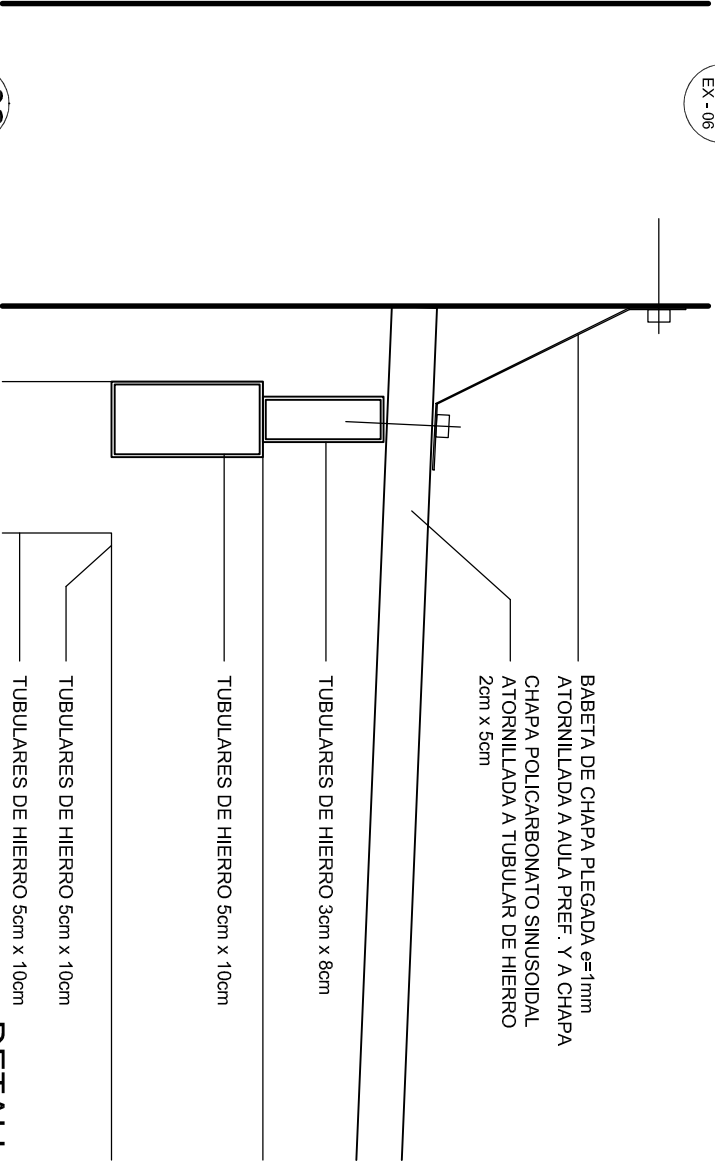 EX - 06
BABETA DE CHAPA PLEGADA e=1mm
ATORNILLADA A AULA PREF. Y A CHAPA
CHAPA POLICARBONATO SINUSOIDAL
ATORNILLADA A TUBULAR DE HIERRO
2cm x 5cm
TUBULARES DE HIERRO 3cm x 8cm
TUBULARES DE HIERRO 5cm x 10cm
TUBULARES DE HIERRO 5cm x 10cm
TUBULARES DE HIERRO 5cm x 10cm